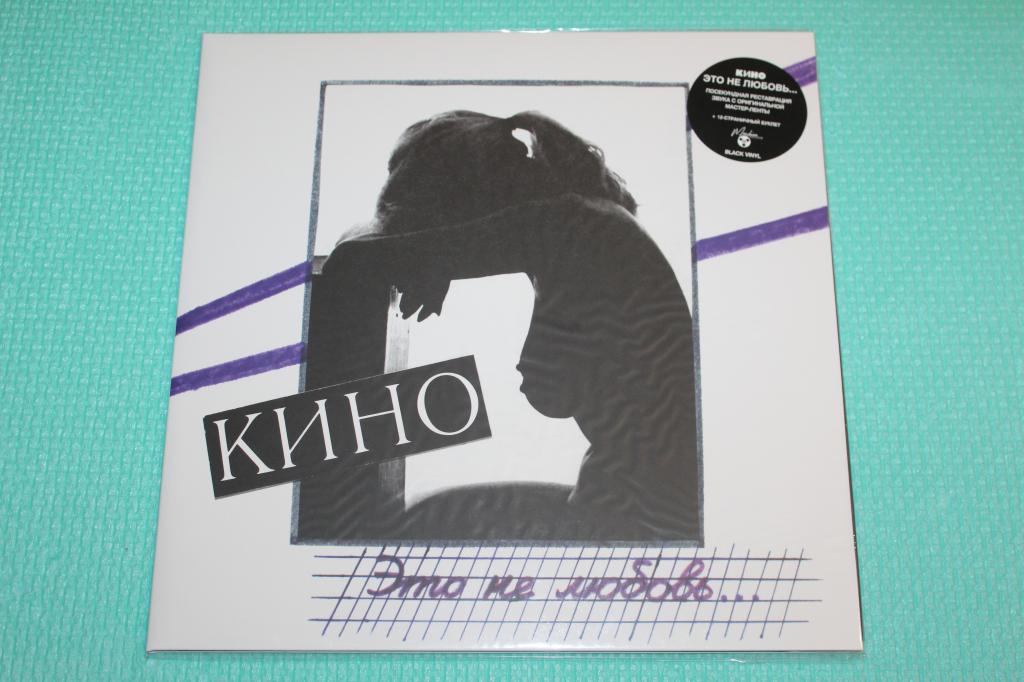 КИНО
ЭТО НЕ ЛЮБОВЬ...
ПОСЕКУНДНАЯ РЕСТАВРАЦИЯ
ЗВУКА С ОРИГИНАЛЬНОЙ
МАСТЕР-ЛЕНТЫ
+ 12-СТРАНИЧНЫЙ БУКЛЕТ
BLACK VINYL
КИНО
Это не любовь...